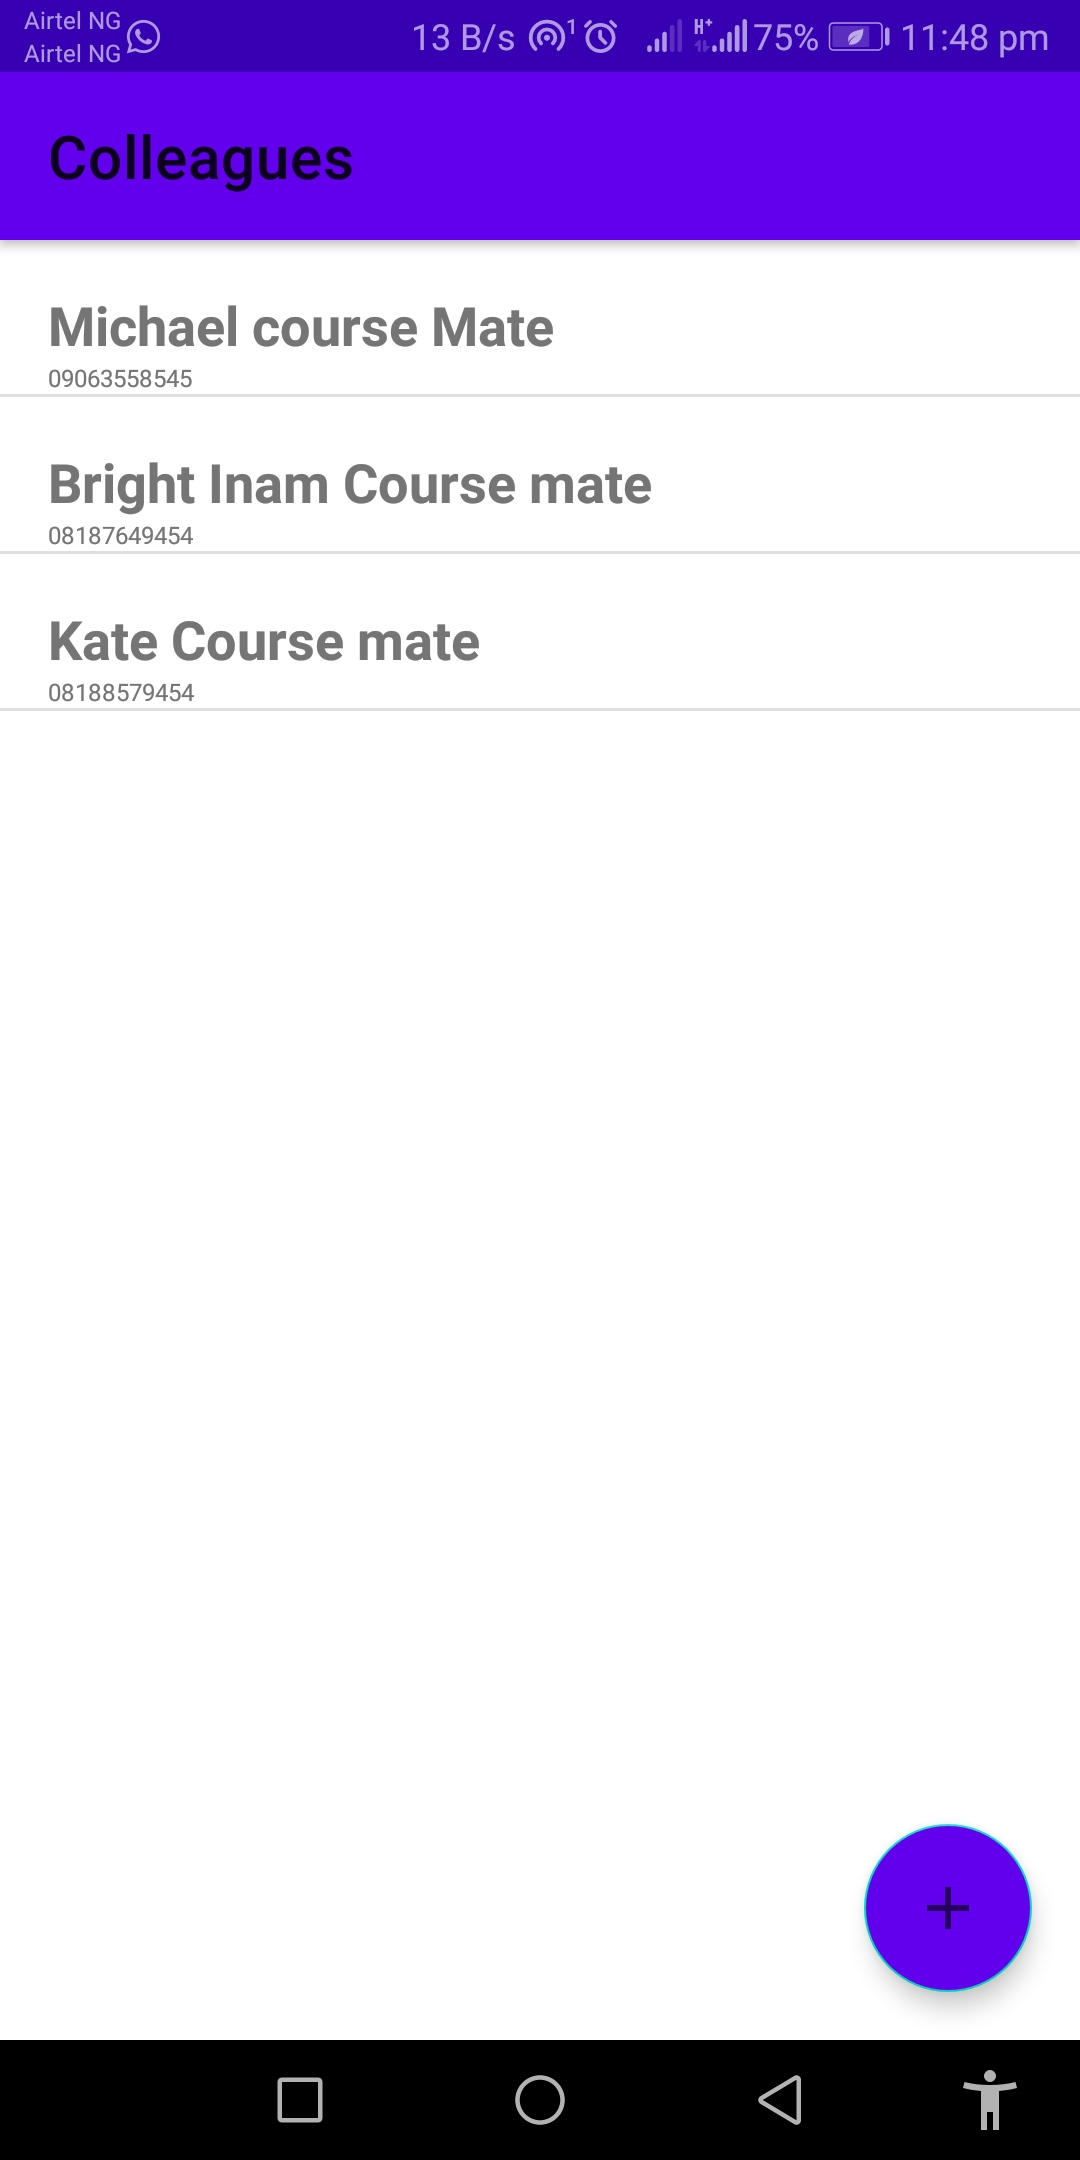 Airtel NG
Airtel NG
13 B/s 1 H+ 75% 11:48 pm
Colleagues
Michael course Mate
09063558545
Bright Inam Course mate
08187649454
Kate Course mate
08188579454